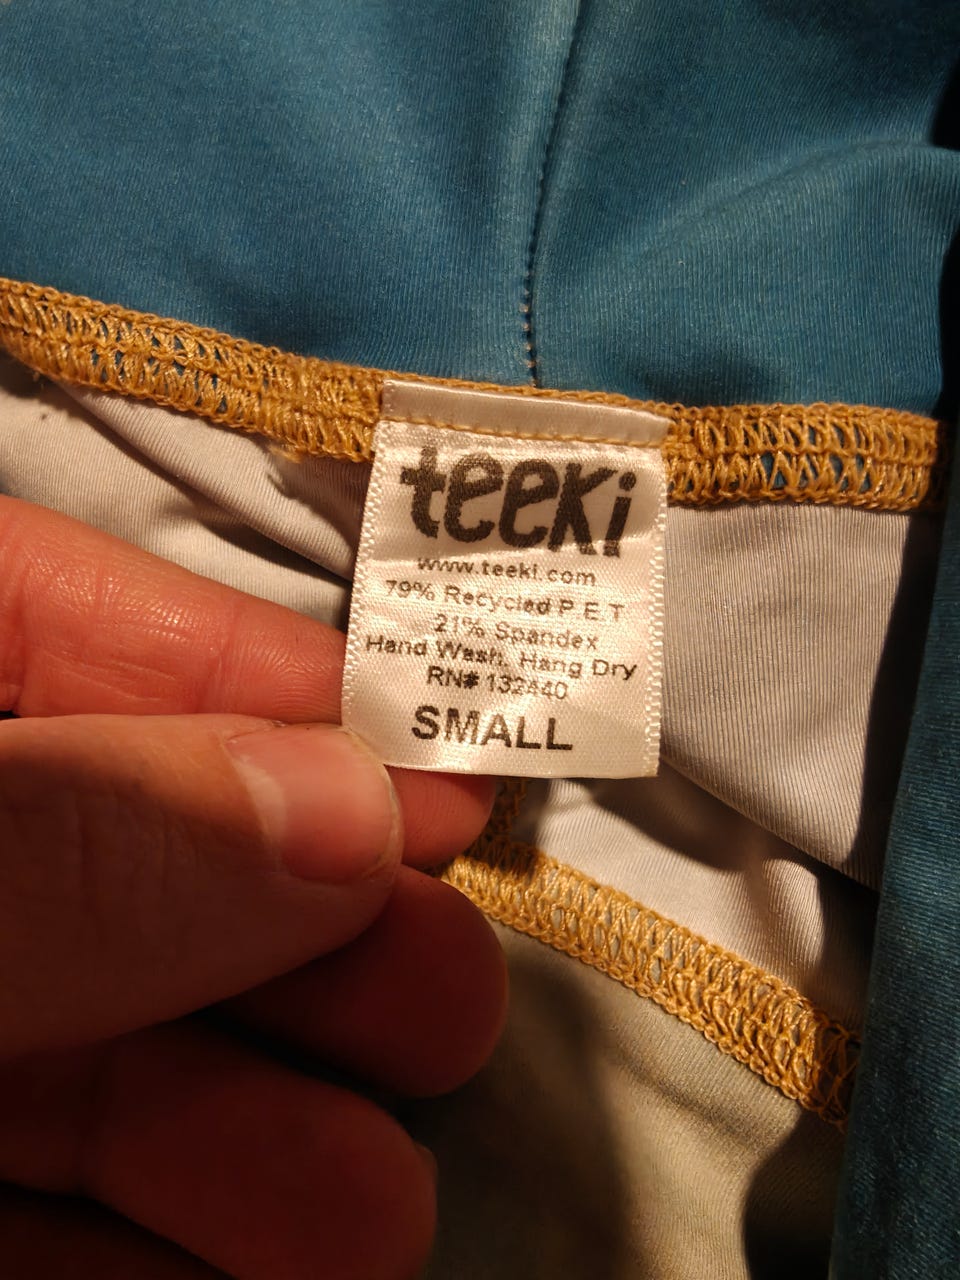 teeki
www.teeki.com
79% Recycled P.E.T
21% Spandex
Hand Wash, Hang Dry
RN# 132440
SMALL